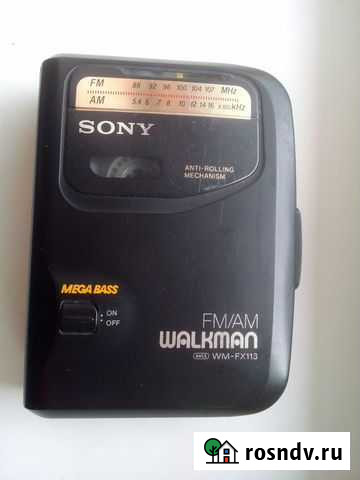 FM 88 92 96 100 104 107 MHz
AM 5.4 6 7 8 10 12 14 16 x100kHz
SONY
ANTI-ROLLING
MECHANISM
MEGA BASS
ON
OFF
FM/AM
WALKMAN
WM-FX113
rosndv.ru